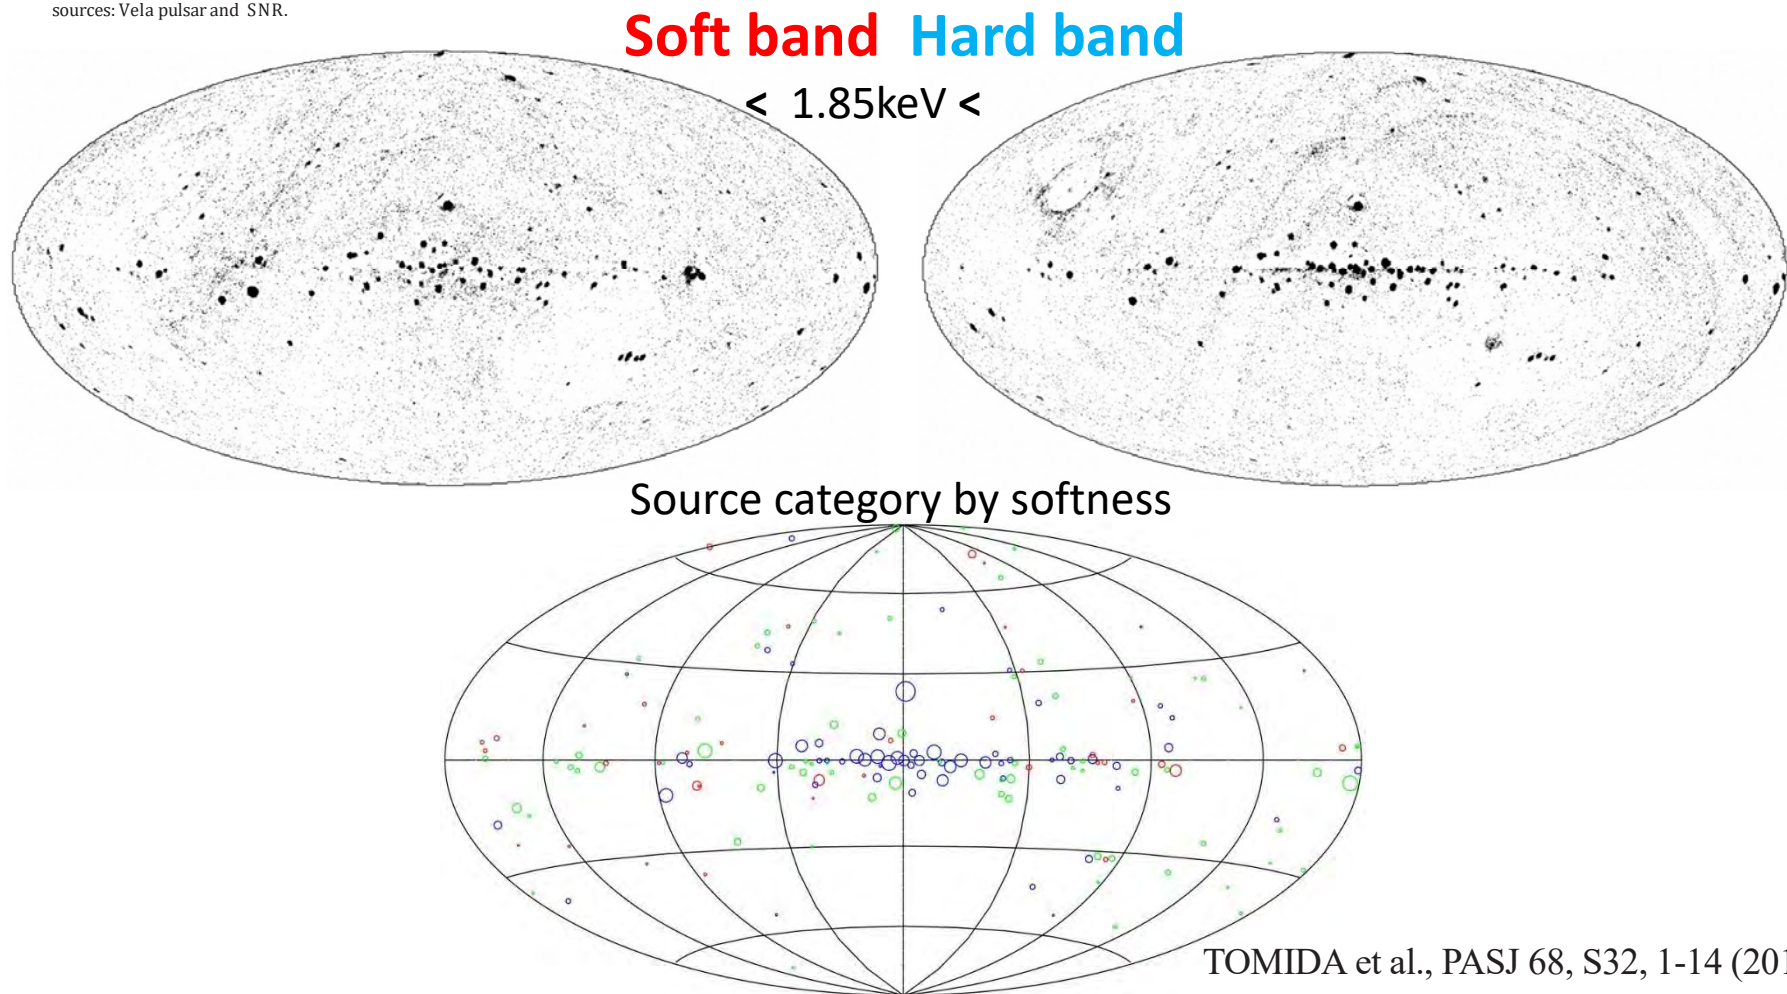 sources: Vela pulsar and SNR.
Soft band Hard band
< 1.85keV <
Source category by softness
TOMIDA et al., PASJ 68, S32, 1-14 (201